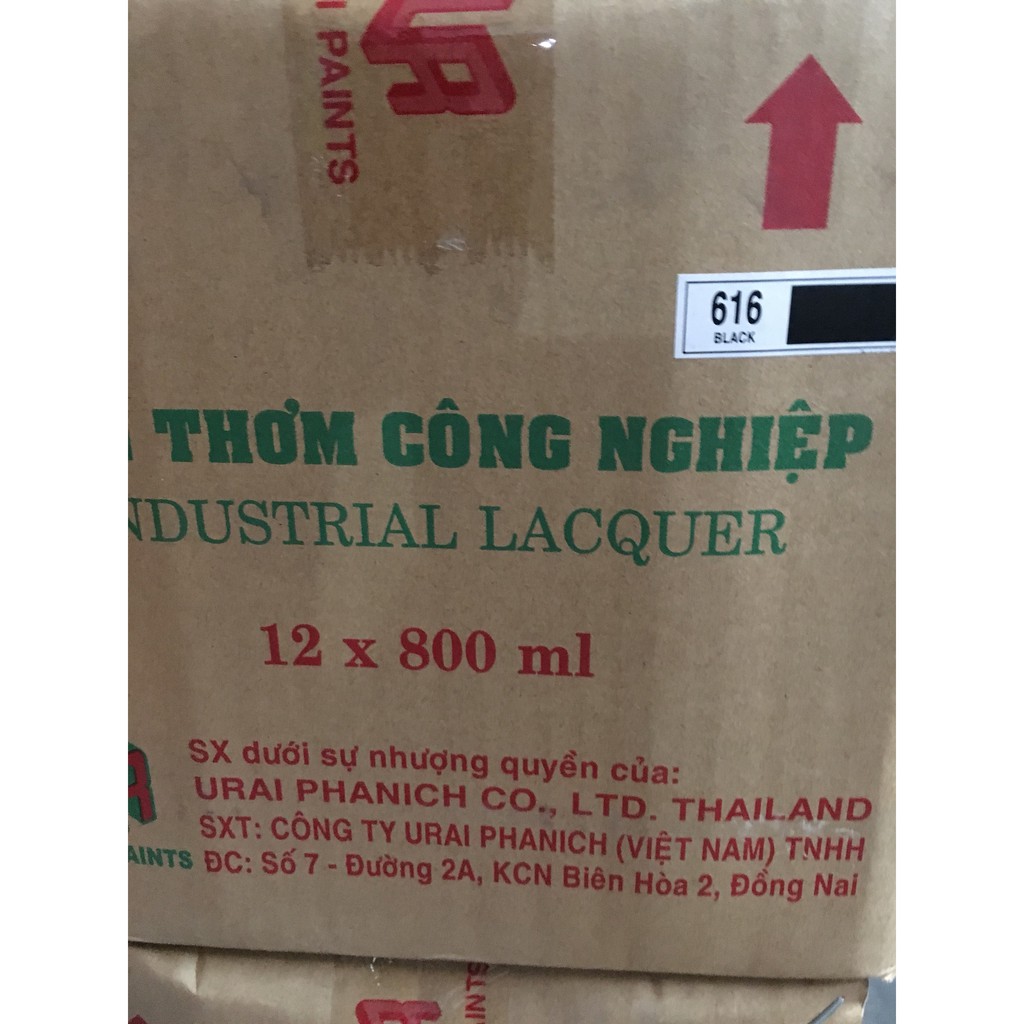 PAINTS
616
BLACK
THƠM CÔNG NGHIỆP
INDUSTRIAL LACQUER
12 x 800 ml
SX dưới sự nhượng quyền của:
URAI PHANICH CO., LTD. THAILAND
SXT: CÔNG TY URAI PHANICH (VIỆT NAM) TNHH
PAINTS ĐC: Số 7 - Đường 2A, KCN Biên Hòa 2, Đồng Nai